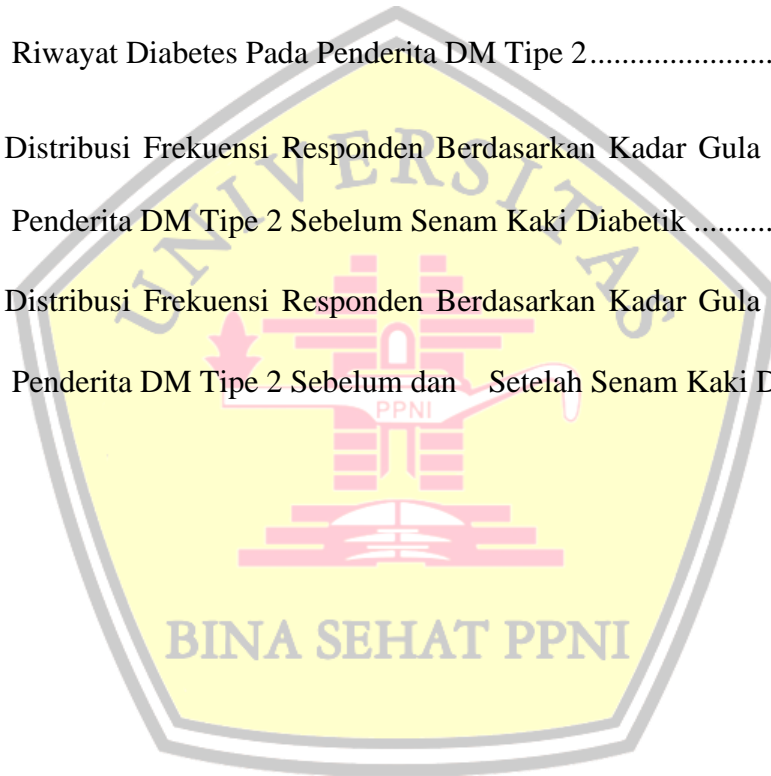 Riwayat Diabetes Pada Penderita DM Tipe 2.......................
Distribusi Frekuensi Responden Berdasarkan Kadar Gula
Penderita DM Tipe 2 Sebelum Senam Kaki Diabetik ..........
Distribusi Frekuensi Responden Berdasarkan Kadar Gula
Penderita DM Tipe 2 Sebelum dan Setelah Senam Kaki D
UNIVERSITAS
PPNI
BINA SEHAT PPNI